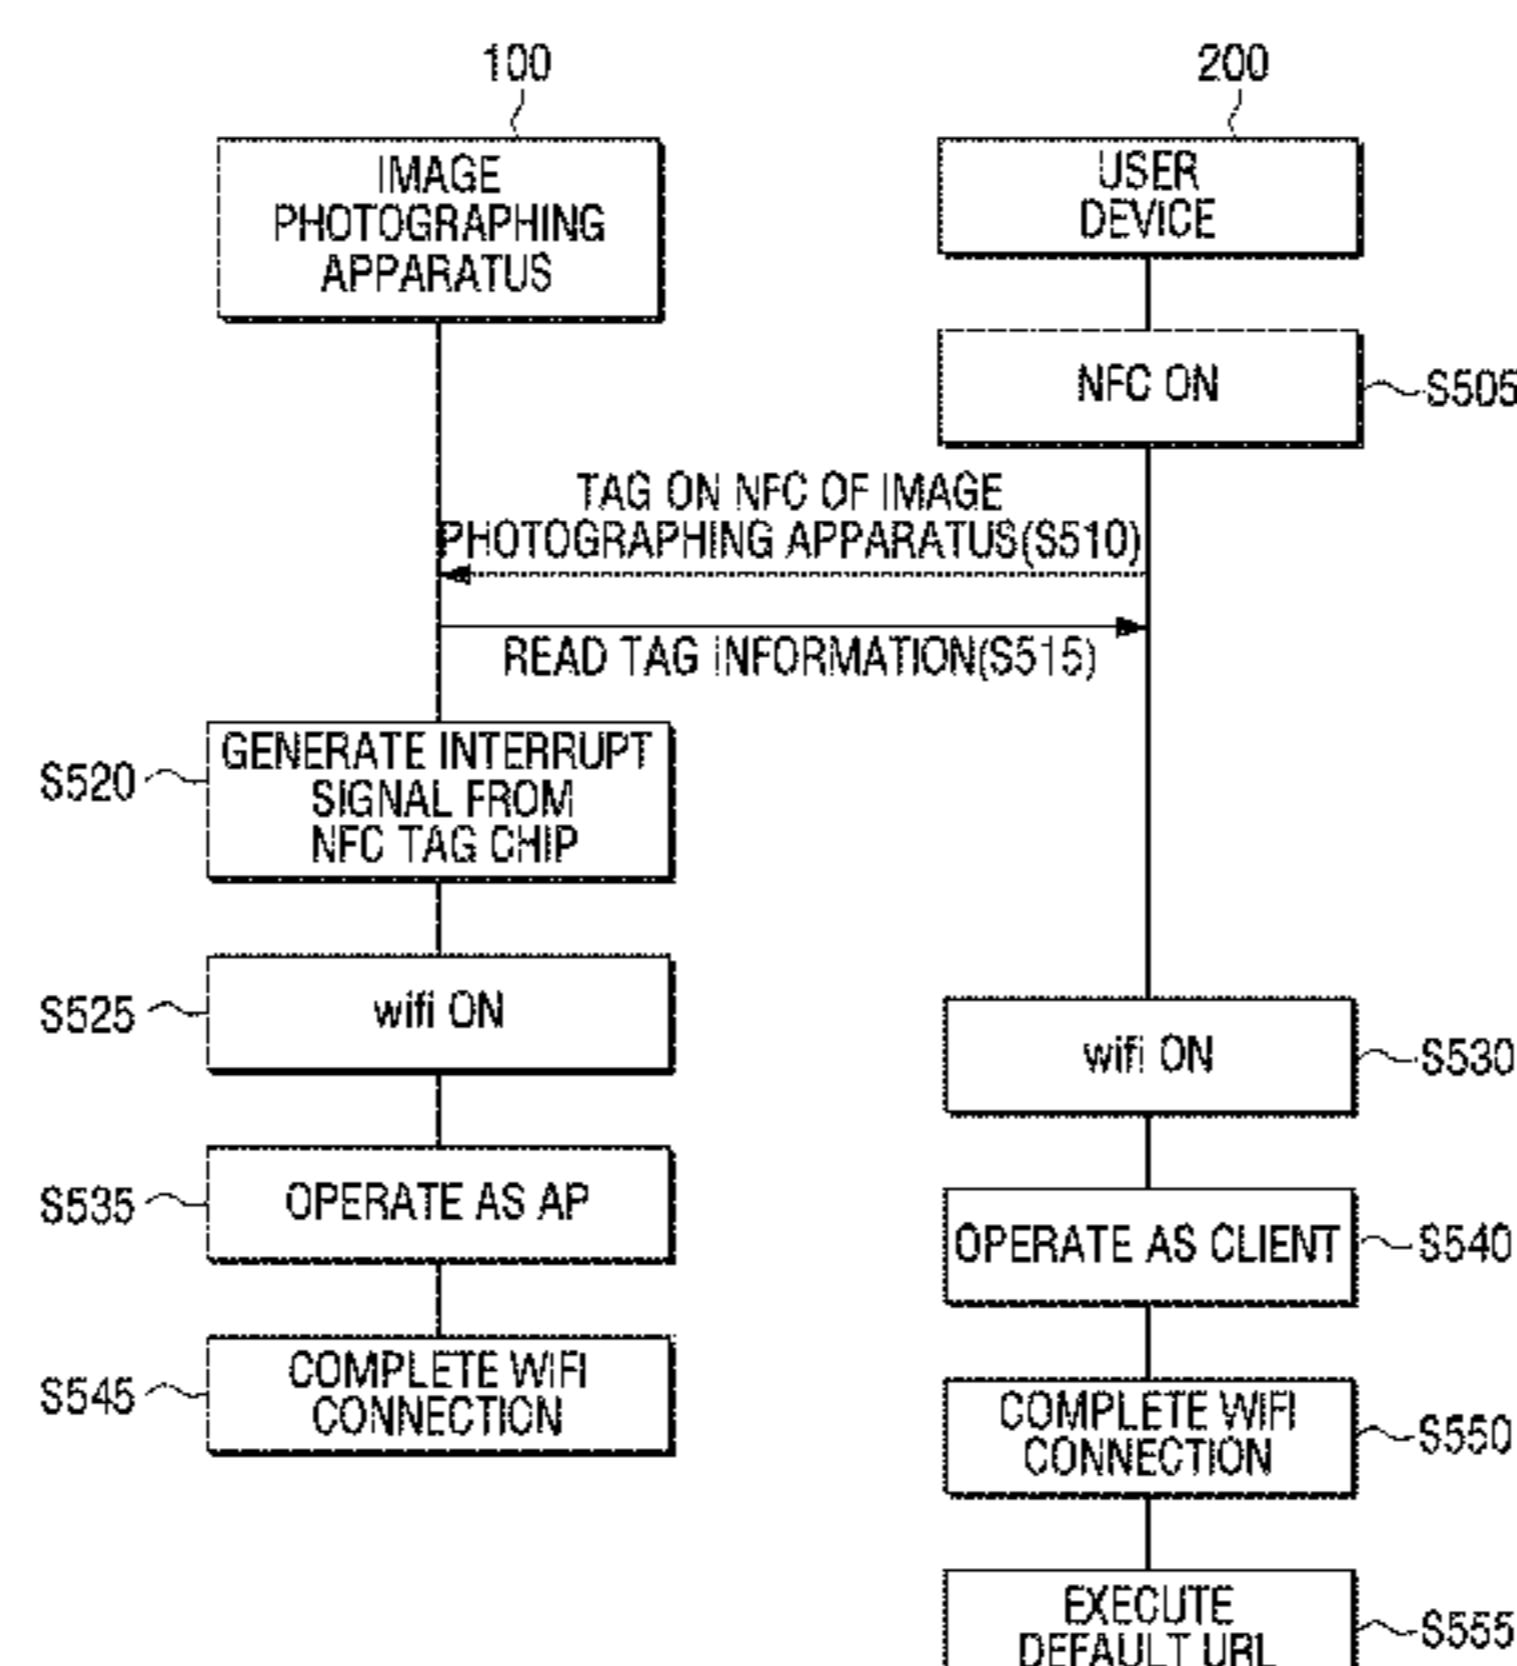 100
200
IMAGE
PHOTOGRAPHING
APPARATUS
USER
DEVICE
NFC ON
S505
TAG ON NFC OF IMAGE
PHOTOGRAPHING APPARATUS(S510)
READ TAG INFORMATION(S515)
S520
GENERATE INTERRUPT
SIGNAL FROM
NFC TAG CHIP
S525
wifi ON
wifi ON
S530
S535
OPERATE AS AP
OPERATE AS CLIENT
S540
S545
COMPLETE WIFI
CONNECTION
COMPLETE WIFI
CONNECTION
S550
EXECUTE
DEFAULT URL
S555